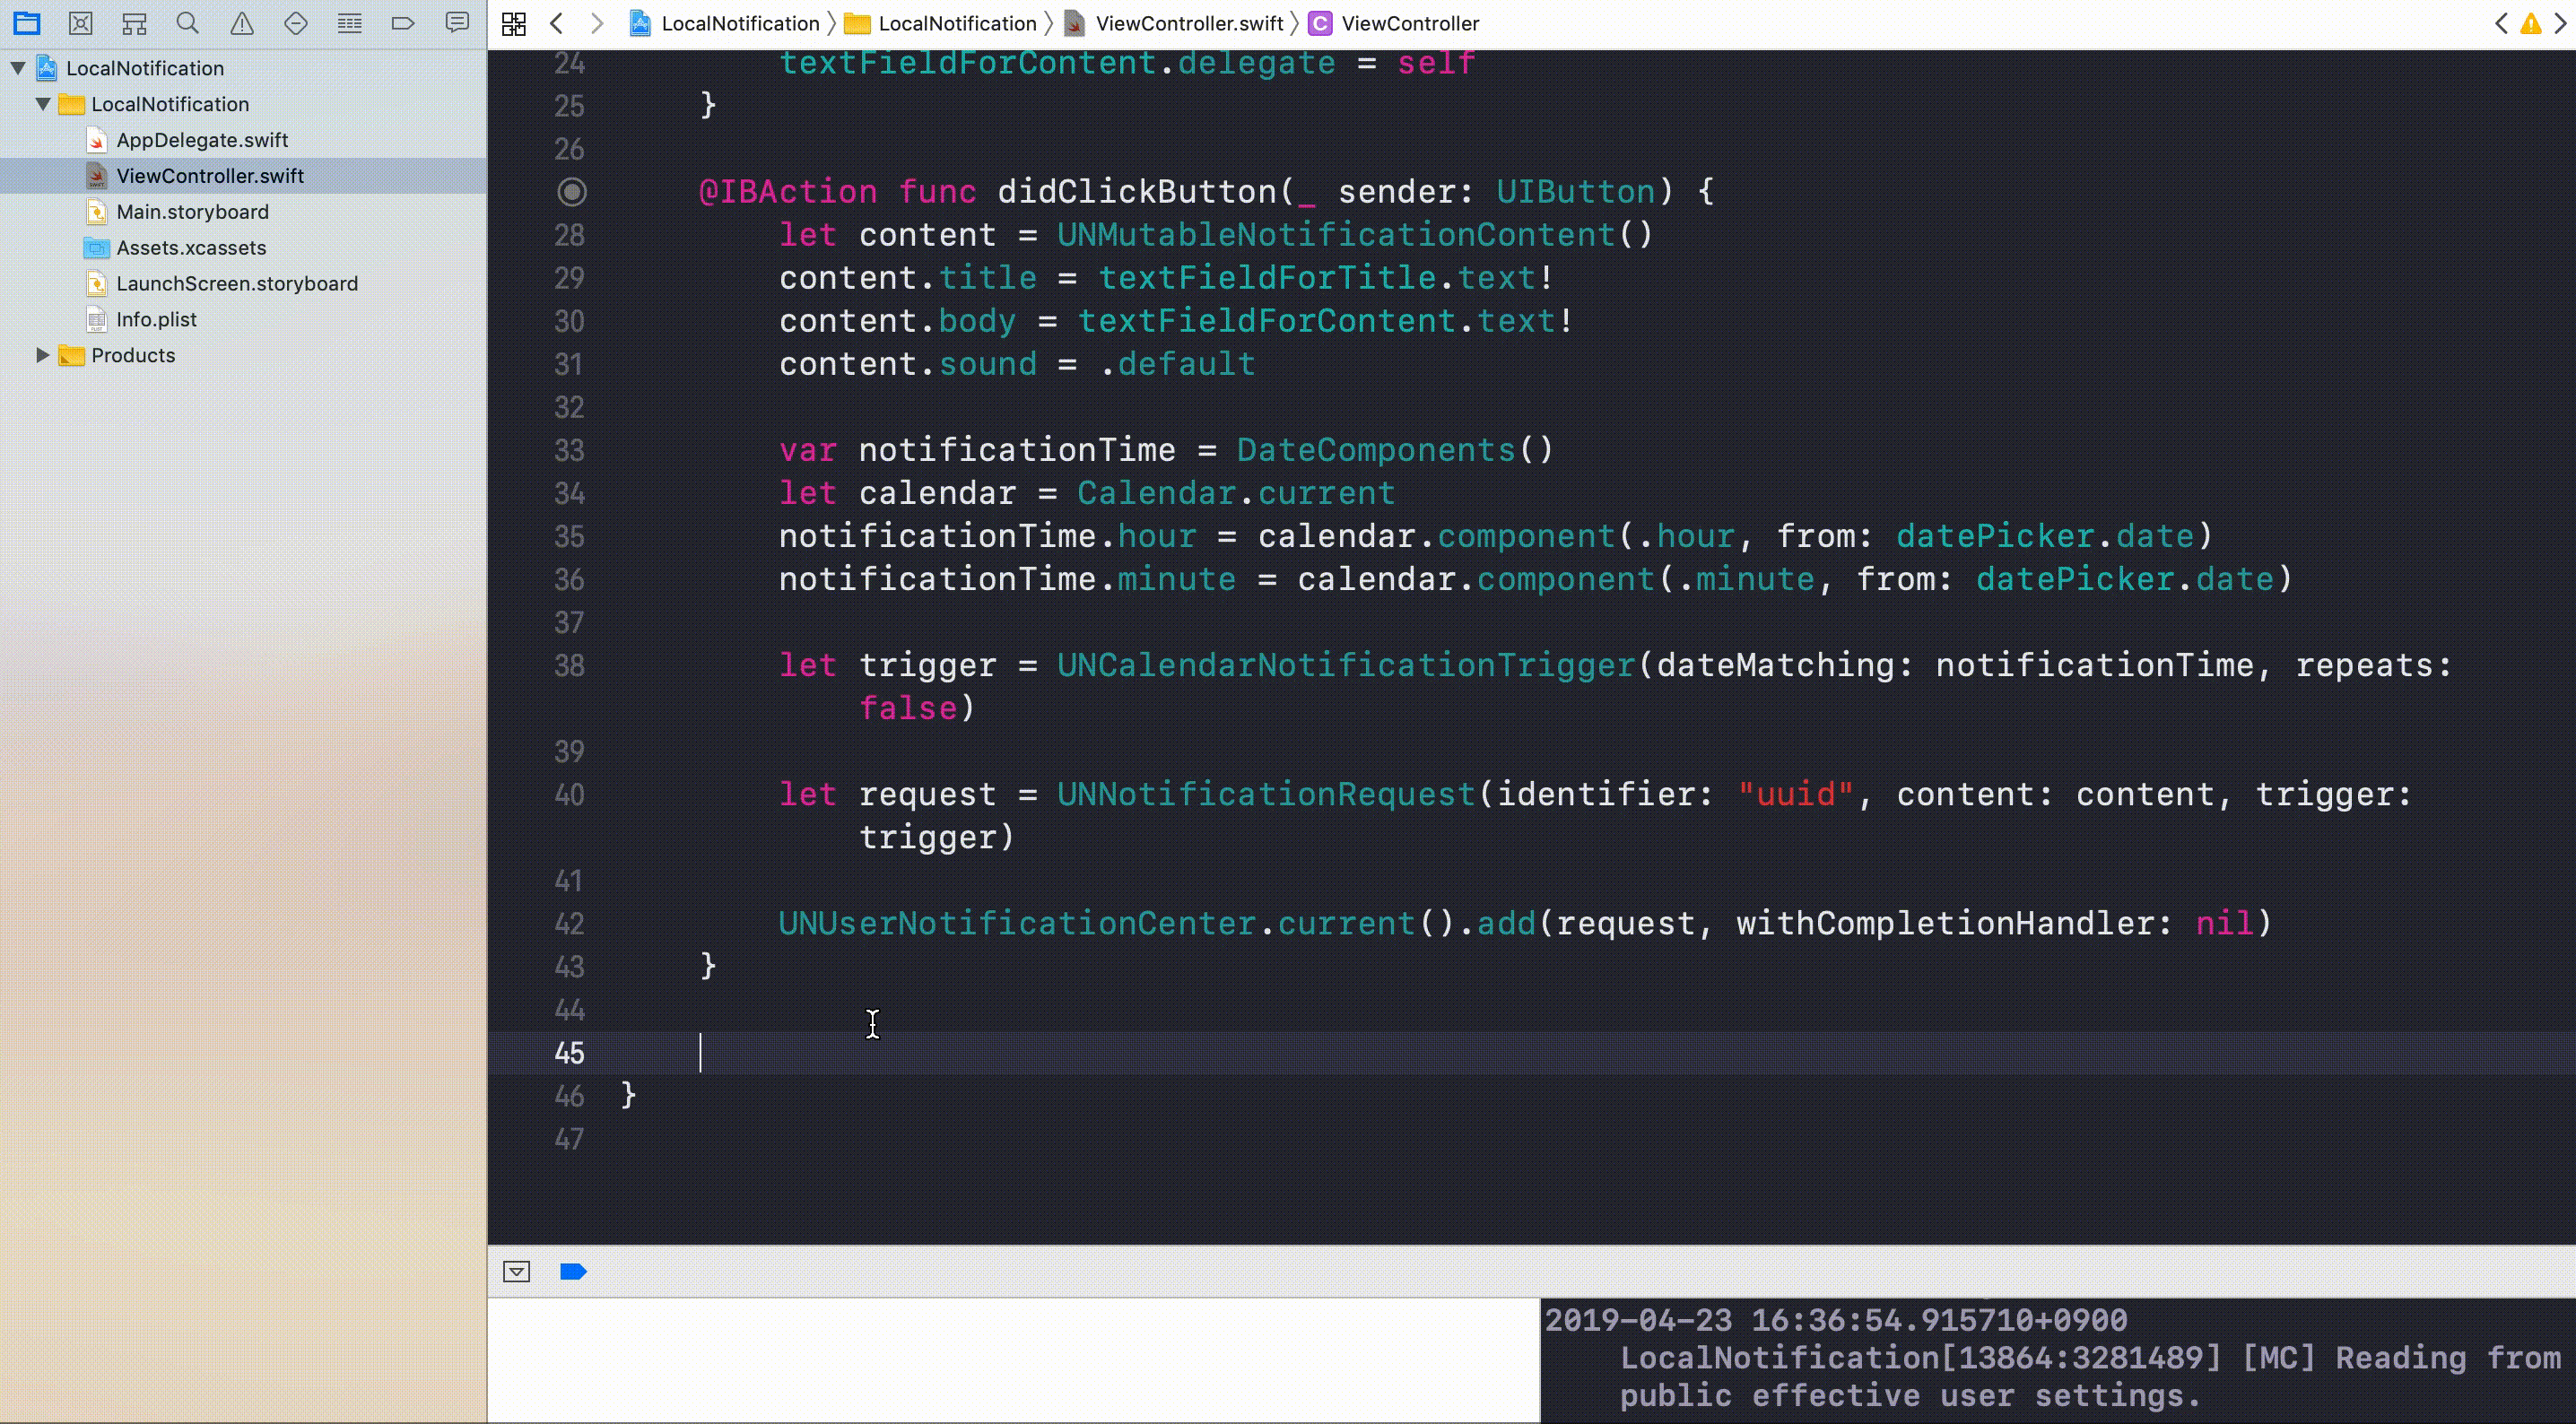 LocalNotification 〉 LocalNotification 〉 ViewController.swift 〉 C ViewController
LocalNotification
LocalNotification
AppDelegate.swift
ViewController.swift
Main.storyboard
Assets.xcassets
LaunchScreen.storyboard
Info.plist
Products
24 textFieldForContent.delegate = self
25 }
26
@IBAction func didClickButton(_ sender: UIButton) {
28 let content = UNMutableNotificationContent()
29 content.title = textFieldForTitle.text!
30 content.body = textFieldForContent.text!
31 content.sound = .default
32
33 var notificationTime = DateComponents()
34 let calendar = Calendar.current
35 notificationTime.hour = calendar.component(.hour, from: datePicker.date)
36 notificationTime.minute = calendar.component(.minute, from: datePicker.date)
37
38 let trigger = UNCalendarNotificationTrigger(dateMatching: notificationTime, repeats:
false)
39
40 let request = UNNotificationRequest(identifier: "uuid", content: content, trigger:
trigger)
41
42 UNUserNotificationCenter.current().add(request, withCompletionHandler: nil)
43 }
44
45
46 }
47
2019-04-23 16:36:54.915710+0900
LocalNotification[13864:3281489] [MC] Reading from
public effective user settings.